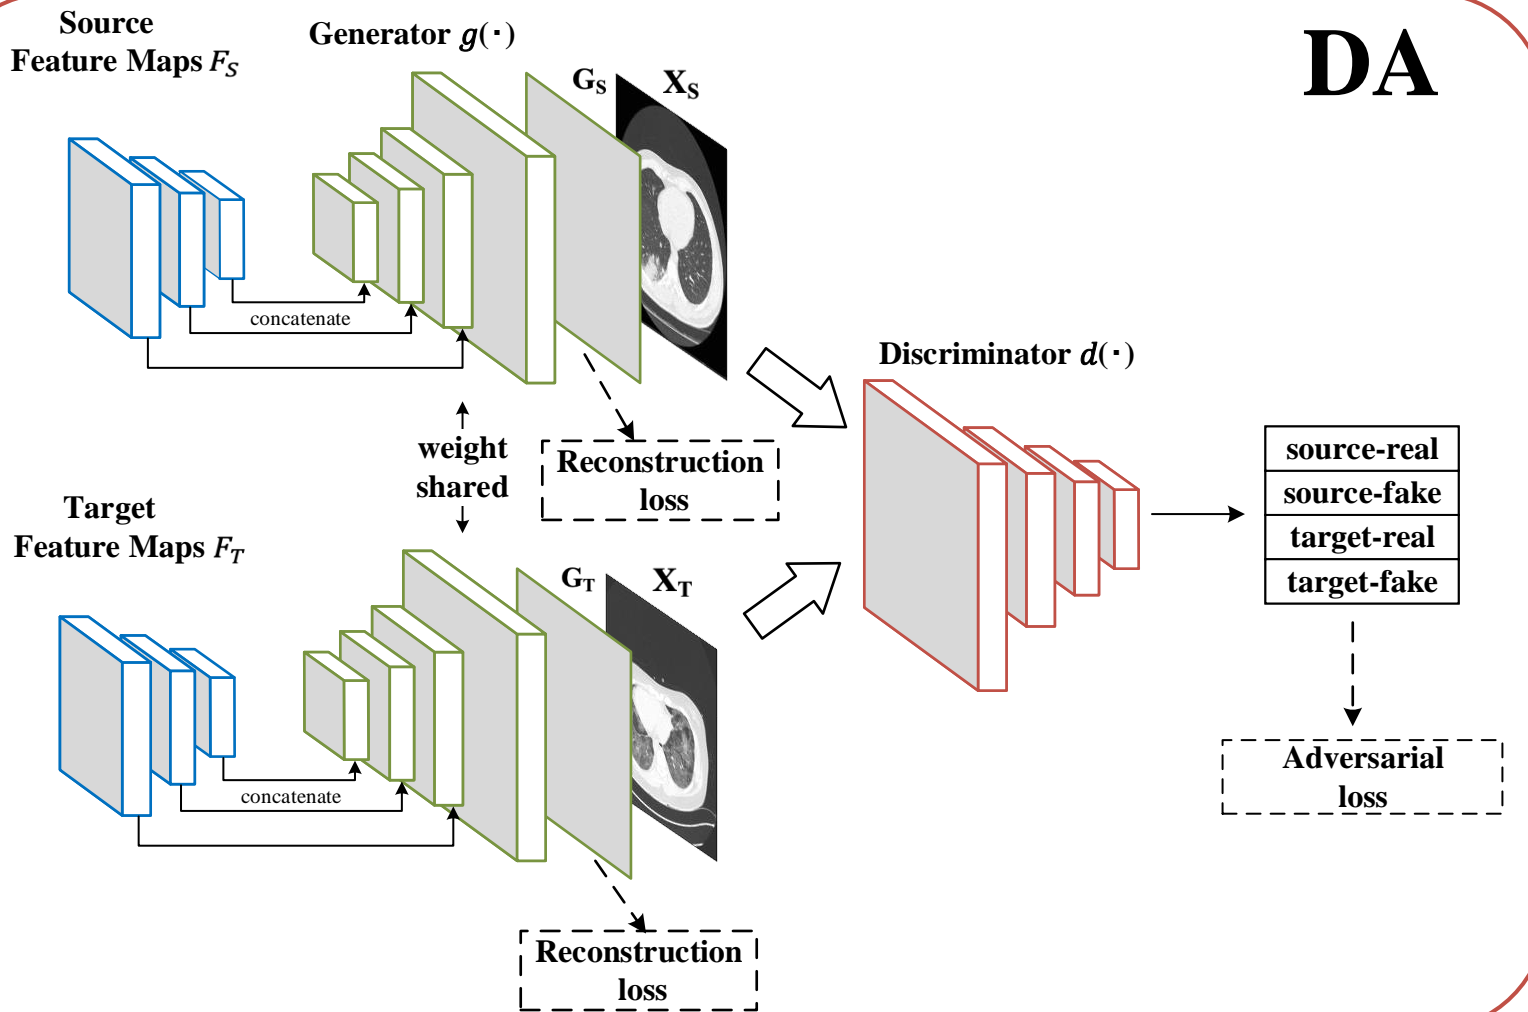 Source
Feature Maps F_S
Generator g(·)
DA
G_S
X_S
concatenate
Discriminator d(·)
weight
shared
Reconstruction
loss
source-real
source-fake
target-real
target-fake
Target
Feature Maps F_T
G_T
X_T
concatenate
Adversarial
loss
Reconstruction
loss